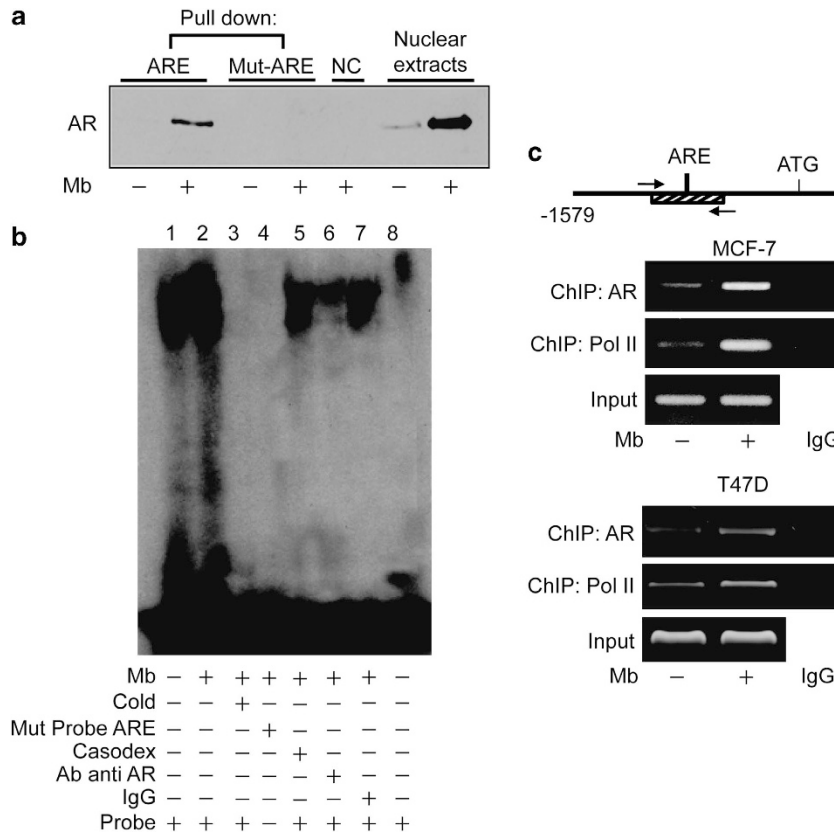 a
Pull down:
ARE Mut-ARE NC Nuclear extracts
AR
Mb − + − + + − +
b
1 2 3 4 5 6 7 8
Mb − + + + + + + −
Cold − − + − − − − −
Mut Probe ARE − − − + − − − −
Casodex − − − − + − − −
Ab anti AR − − − − − + − −
IgG − − − − − − + −
Probe + + + − + + + +
c
ARE ATG
-1579
MCF-7
ChIP: AR
ChIP: Pol II
Input
Mb − + IgG
T47D
ChIP: AR
ChIP: Pol II
Input
Mb − + IgG